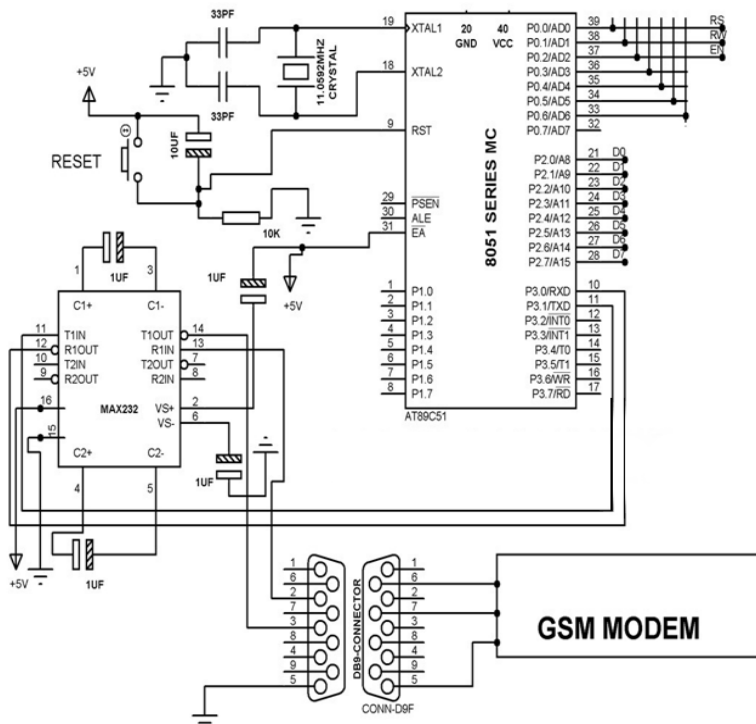 33PF
33PF
11.0592MHZ
CRYSTAL
+5V
RESET
10UF
10K
19 XTAL1
18 XTAL2
9 RST
29 PSEN
30 ALE
31 EA
1 P1.0
2 P1.1
3 P1.2
4 P1.3
5 P1.4
6 P1.5
7 P1.6
8 P1.7
20 40
GND VCC
8051 SERIES MC
AT89C51
P0.0/AD0 39 RS
P0.1/AD1 38 RW
P0.2/AD2 37 EN
P0.3/AD3 36
P0.4/AD4 35
P0.5/AD5 34
P0.6/AD6 33
P0.7/AD7 32
P2.0/A8 21 D0
P2.1/A9 22 D1
P2.2/A10 23 D2
P2.3/A11 24 D3
P2.4/A12 25 D4
P2.5/A13 26 D5
P2.6/A14 27 D6
P2.7/A15 28 D7
P3.0/RXD 10
P3.1/TXD 11
P3.2/INT0 12
P3.3/INT1 13
P3.4/T0 14
P3.5/T1 15
P3.6/WR 16
P3.7/RD 17
1UF
+5V
1 1UF 3
C1+ C1-
11 T1IN T1OUT 14
12 R1OUT R1IN 13
10 T2IN T2OUT 7
9 R2OUT R2IN 8
16 VS+ 2
MAX232
VS- 6
15
C2+ C2-
4 5
1UF
1UF
+5V
1
6
2
7
3
8
4
9
5
DB9-CONNECTOR
1
6
2
7
3
8
4
9
5
CONN-D9F
GSM MODEM